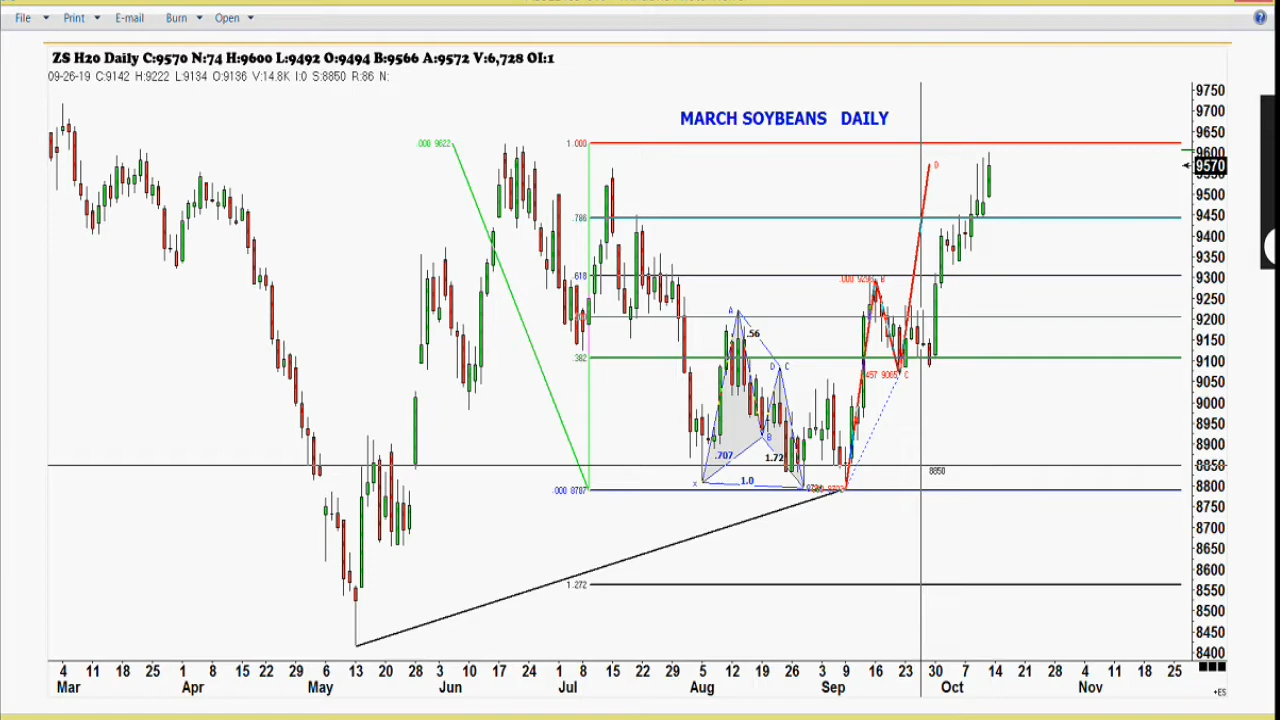 File Print E-mail Burn Open
ZS H20 Daily C:9570 N:74 H:9600 L:9492 O:9494 B:9566 A:9572 V:6,728 OI:1
09-26-19 C:9142 H:9222 L:9134 O:9136 V:14.8K I:0 S:8850 R:86 N:
MARCH SOYBEANS DAILY
9750
9700
9650
9600
9570
9500
9450
9400
9350
9300
9250
9200
9150
9100
9050
9000
8950
8900
8850
8800
8750
8700
8650
8600
8550
8500
8450
8400
.000 9622
1.000
.786
.618
.382
.000 8787
1.272
D
B
C
A
.56
D C
B
.707
1.72
X
1.0
8850
4 11 18 25 1 8 15 22 29 6 13 20 28 3 10 17 24 1 8 15 22 29 5 12 19 26 3 9 16 23 30 7 14 21 28 4 11 18 25
Mar Apr May Jun Jul Aug Sep Oct Nov
+ES